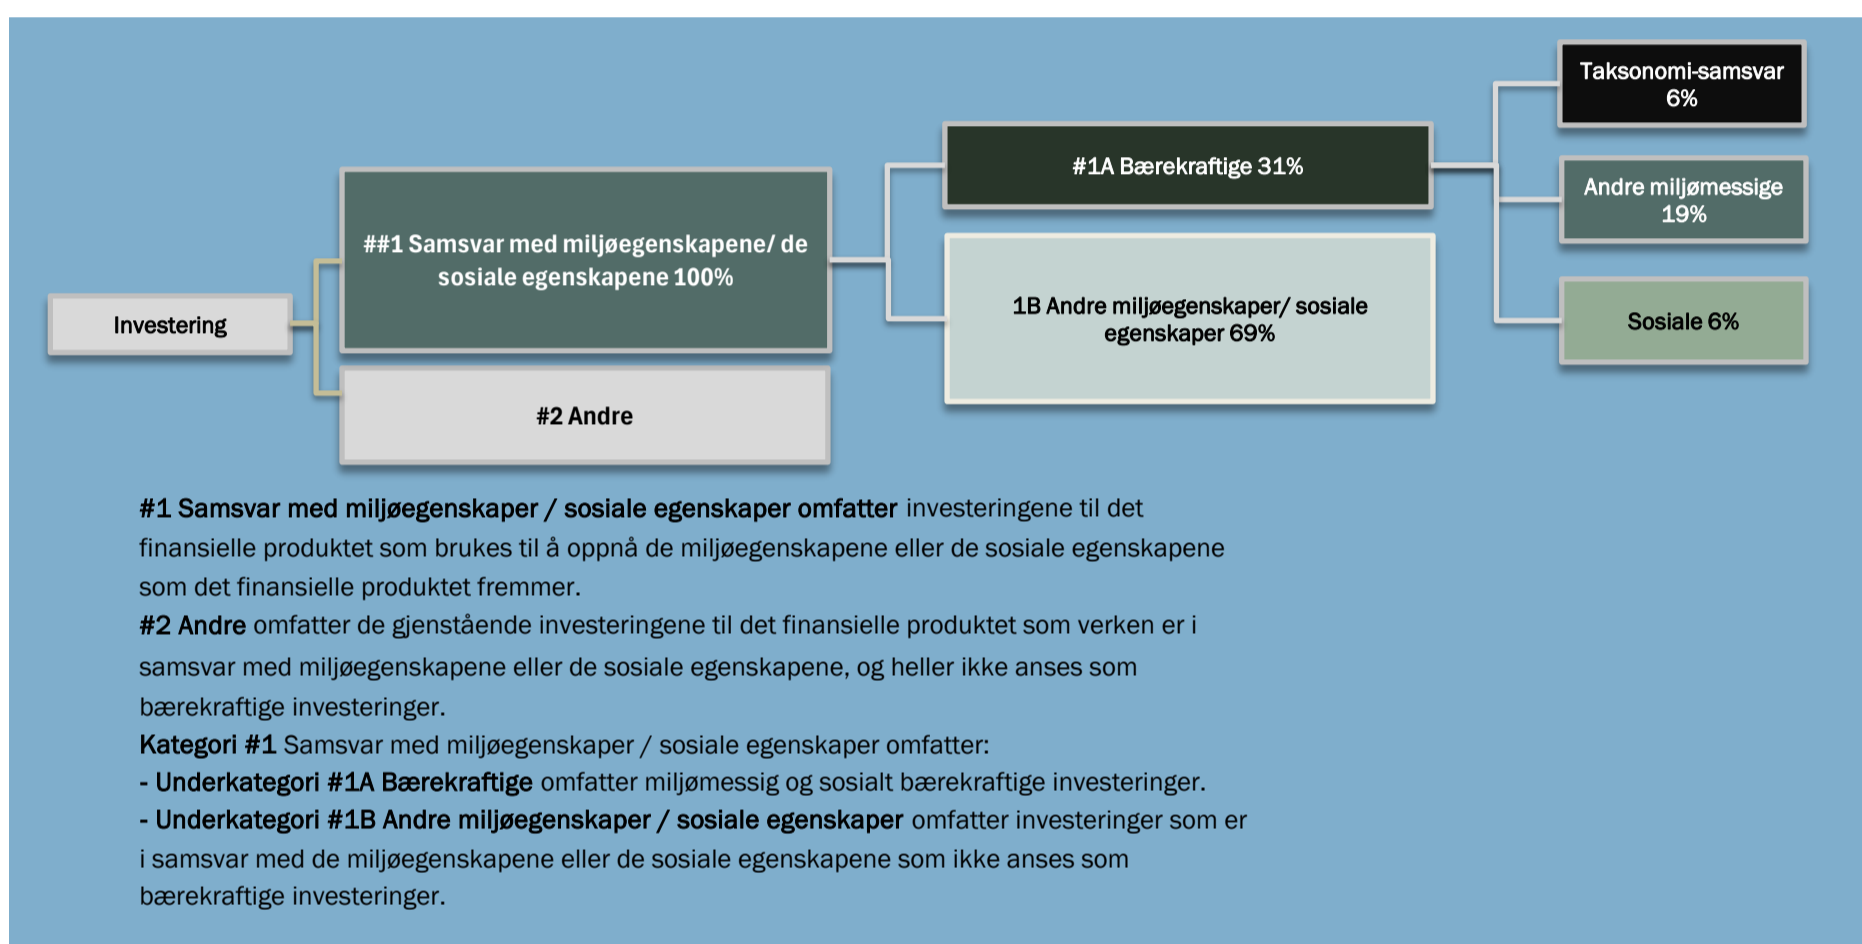 Investering
##1 Samsvar med miljøegenskapene/ de
sosiale egenskapene 100%
#2 Andre
#1A Bærekraftige 31%
1B Andre miljøegenskaper/ sosiale
egenskaper 69%
Taksonomi-samsvar
6%
Andre miljømessige
19%
Sosiale 6%
#1 Samsvar med miljøegenskaper / sosiale egenskaper omfatter investeringene til det
finansielle produktet som brukes til å oppnå de miljøegenskapene eller de sosiale egenskapene
som det finansielle produktet fremmer.
#2 Andre omfatter de gjenstående investeringene til det finansielle produktet som verken er i
samsvar med miljøegenskapene eller de sosiale egenskapene, og heller ikke anses som
bærekraftige investeringer.
Kategori #1 Samsvar med miljøegenskaper / sosiale egenskaper omfatter:
- Underkategori #1A Bærekraftige omfatter miljømessig og sosialt bærekraftige investeringer.
- Underkategori #1B Andre miljøegenskaper / sosiale egenskaper omfatter investeringer som er
i samsvar med de miljøegenskapene eller de sosiale egenskapene som ikke anses som
bærekraftige investeringer.